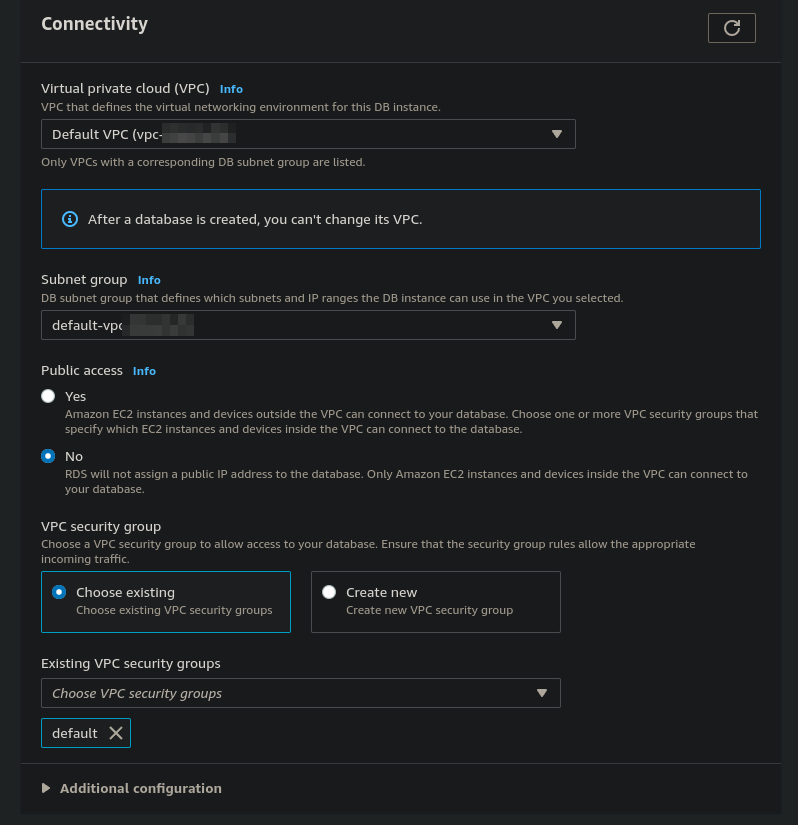 Connectivity
Virtual private cloud (VPC) Info
VPC that defines the virtual networking environment for this DB instance.
Default VPC (vpc-
Only VPCs with a corresponding DB subnet group are listed.
After a database is created, you can't change its VPC.
Subnet group Info
DB subnet group that defines which subnets and IP ranges the DB instance can use in the VPC you selected.
default-vpc
Public access Info
Yes
Amazon EC2 instances and devices outside the VPC can connect to your database. Choose one or more VPC security groups that
specify which EC2 instances and devices inside the VPC can connect to the database.
No
RDS will not assign a public IP address to the database. Only Amazon EC2 instances and devices inside the VPC can connect to
your database.
VPC security group
Choose a VPC security group to allow access to your database. Ensure that the security group rules allow the appropriate
incoming traffic.
Choose existing
Choose existing VPC security groups
Create new
Create new VPC security group
Existing VPC security groups
Choose VPC security groups
default
Additional configuration